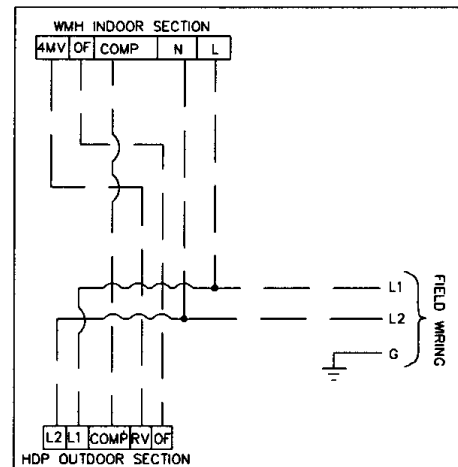 WMH INDOOR SECTION
4MV OF COMP N L
L1
L2
G
FIELD WIRING
L2 L1 COMP RV OF
HDP OUTDOOR SECTION